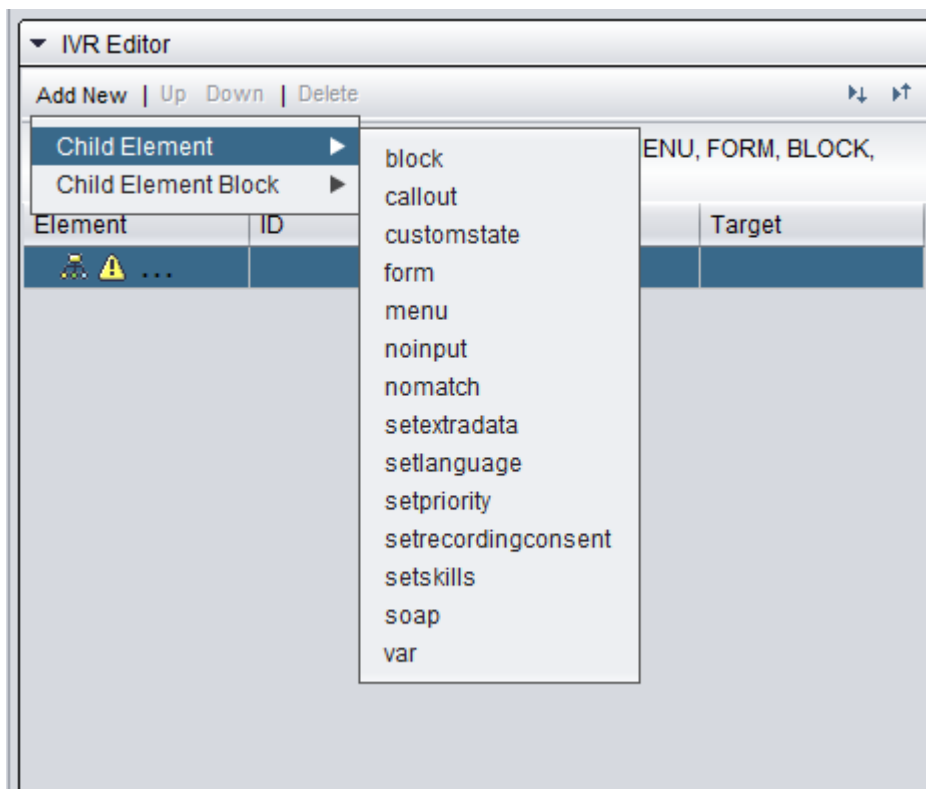 IVR Editor
Add New | Up Down | Delete
Child Element
Child Element Block
ENU, FORM, BLOCK,
Element ID Target
...
block
callout
customstate
form
menu
noinput
nomatch
setextradata
setlanguage
setpriority
setrecordingconsent
setskills
soap
var